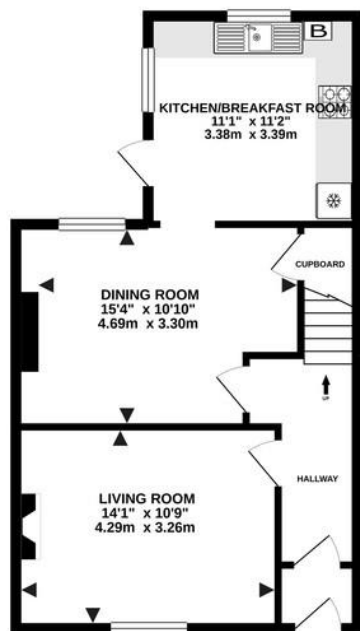 B
KITCHEN/BREAKFAST ROOM
11'1" x 11'2"
3.38m x 3.39m
CUPBOARD
DINING ROOM
15'4" x 10'10"
4.69m x 3.30m
UP
HALLWAY
LIVING ROOM
14'1" x 10'9"
4.29m x 3.26m